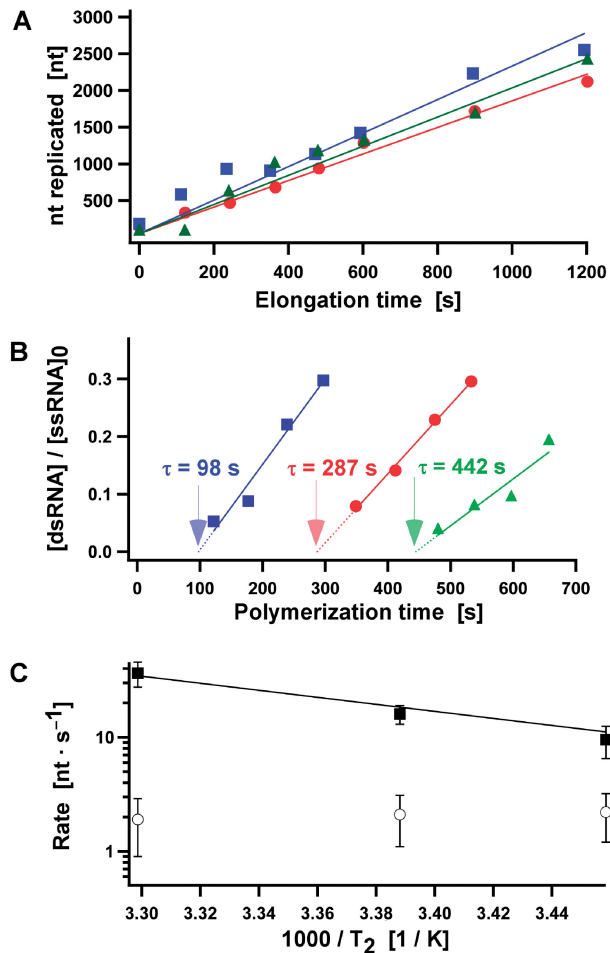 A
nt replicated [nt]
3000
2500
2000
1500
1000
500
0
200
400
600
800
1000
1200
Elongation time [s]
B
[dsRNA] / [ssRNA]0
0.3
0.2
0.1
0.0
τ = 98 s
τ = 287 s
τ = 442 s
0
100
200
300
400
500
600
700
Polymerization time [s]
C
Rate [nt · s⁻¹]
10
1
3.30
3.32
3.34
3.36
3.38
3.40
3.42
3.44
1000 / T₂ [1 / K]